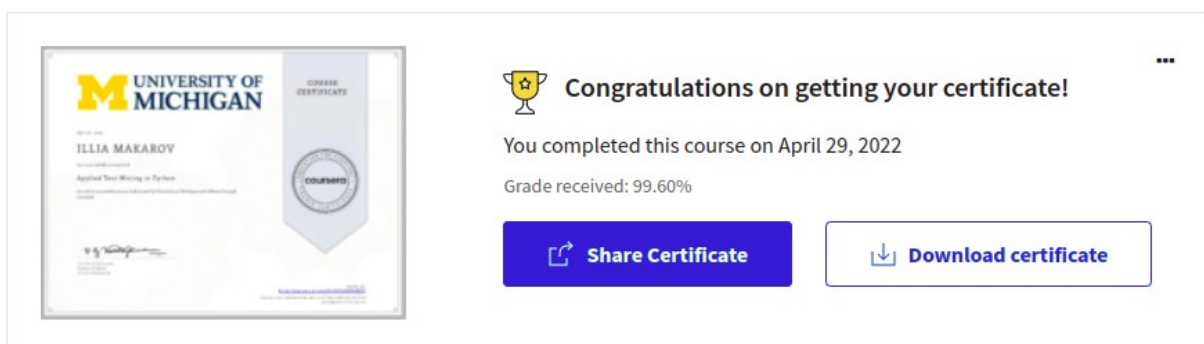 UNIVERSITY OF
MICHIGAN
COURSE
CERTIFICATE
ILLIA MAKAROV
Applied Text Mining in Python
coursera
Congratulations on getting your certificate!
You completed this course on April 29, 2022
Grade received: 99.60%
Share Certificate
Download certificate